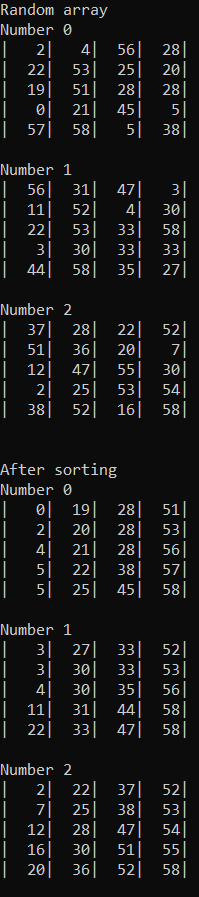 Random array
Number 0
|   2|   4|  56|  28|
|  22|  53|  25|  20|
|  19|  51|  28|  28|
|   0|  21|  45|   5|
|  57|  58|   5|  38|

Number 1
|  56|  31|  47|   3|
|  11|  52|   4|  30|
|  22|  53|  33|  58|
|   3|  30|  33|  33|
|  44|  58|  35|  27|

Number 2
|  37|  28|  22|  52|
|  51|  36|  20|   7|
|  12|  47|  55|  30|
|   2|  25|  53|  54|
|  38|  52|  16|  58|


After sorting
Number 0
|   0|  19|  28|  51|
|   2|  20|  28|  53|
|   4|  21|  28|  56|
|   5|  22|  38|  57|
|   5|  25|  45|  58|

Number 1
|   3|  27|  33|  52|
|   3|  30|  33|  53|
|   4|  30|  35|  56|
|  11|  31|  44|  58|
|  22|  33|  47|  58|

Number 2
|   2|  22|  37|  52|
|   7|  25|  38|  53|
|  12|  28|  47|  54|
|  16|  30|  51|  55|
|  20|  36|  52|  58|